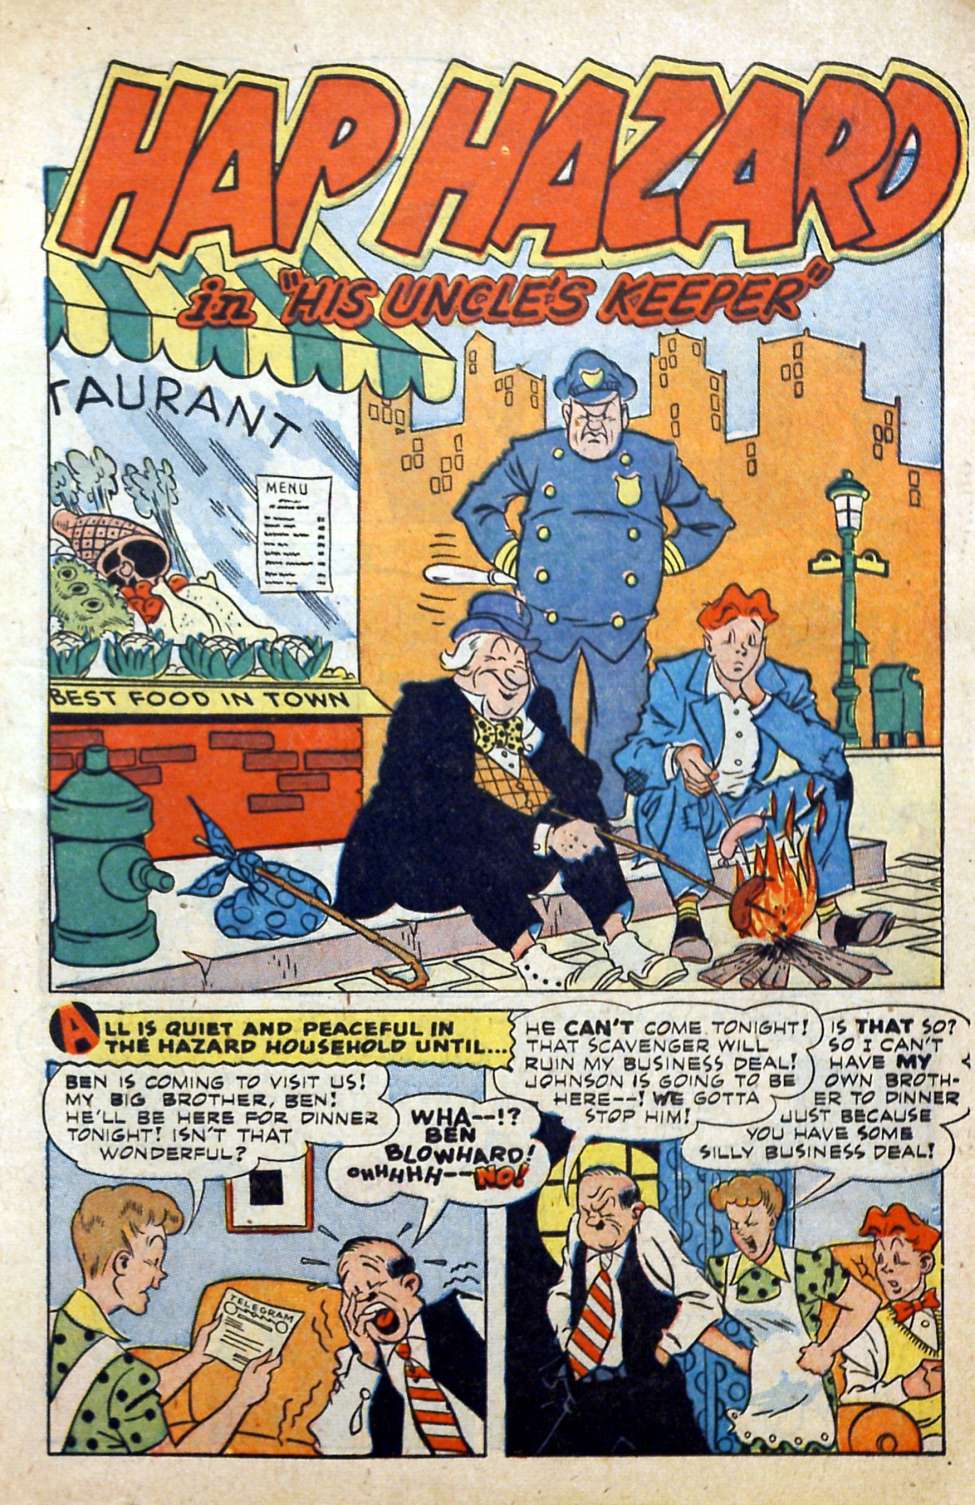 HAP HAZARD
in "HIS UNCLE'S KEEPER"
TAURANT
MENU
BEST FOOD IN TOWN
ALL IS QUIET AND PEACEFUL IN
THE HAZARD HOUSEHOLD UNTIL...
BEN IS COMING TO VISIT US!
MY BIG BROTHER, BEN!
HE'LL BE HERE FOR DINNER
TONIGHT! ISN'T THAT
WONDERFUL?
WHA--!?
BEN
BLOWHARD!
OHHHHH---NO!
TELEGRAM
HE CAN'T COME TONIGHT!
THAT SCAVENGER WILL
RUIN MY BUSINESS DEAL!
JOHNSON IS GOING TO BE
HERE--! WE GOTTA
STOP HIM!
IS THAT SO?
SO I CAN'T
HAVE MY
OWN BROTH-
ER TO DINNER
JUST BECAUSE
YOU HAVE SOME
SILLY BUSINESS DEAL!